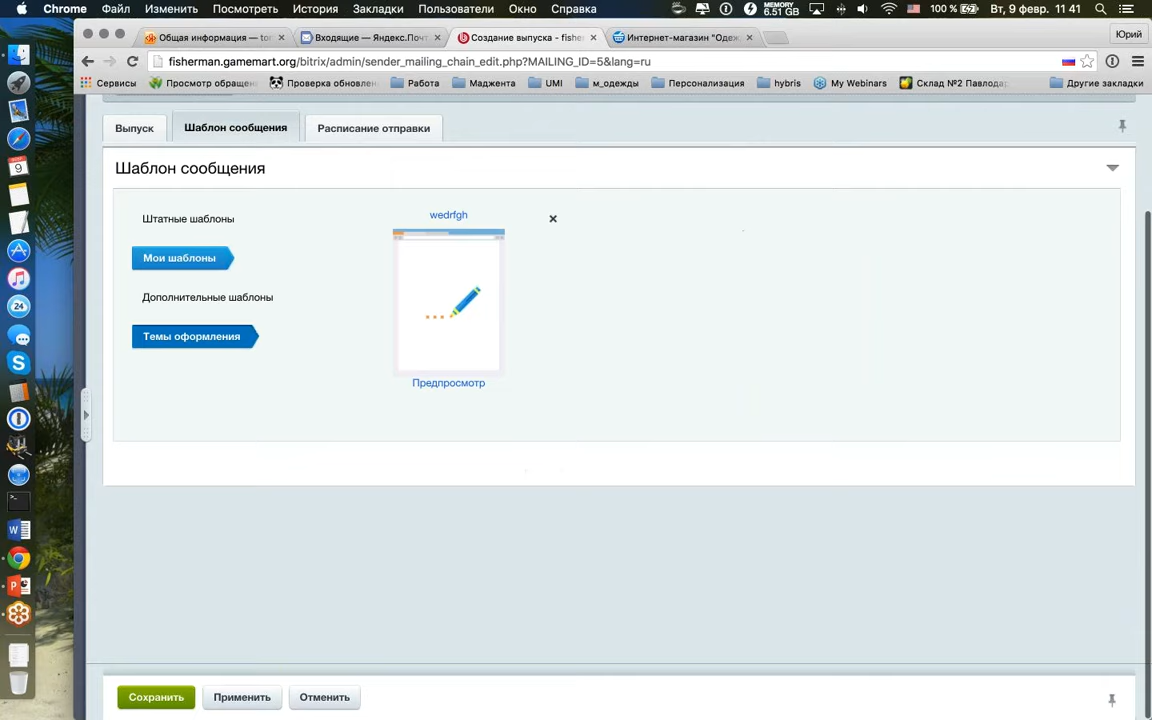 Chrome Файл Изменить Посмотреть История Закладки Пользователи Окно Справка MEMORY 6.51 GB 100 % Вт, 9 февр. 11 41
Общая информация — tor Входящие — Яндекс.Почт Создание выпуска - fisher Интернет-магазин "Одеж Юрий
fisherman.gamemart.org/bitrix/admin/sender_mailing_chain_edit.php?MAILING_ID=5&lang=ru
Сервисы Просмотр обращен Проверка обновлен Работа Маджента UMI м_одежды Персонализация hybris My Webinars Склад №2 Павлодар Другие закладки
Выпуск Шаблон сообщения Расписание отправки
Шаблон сообщения
Штатные шаблоны
Мои шаблоны
Дополнительные шаблоны
Темы оформления
wedrfgh
Предпросмотр
Сохранить Применить Отменить